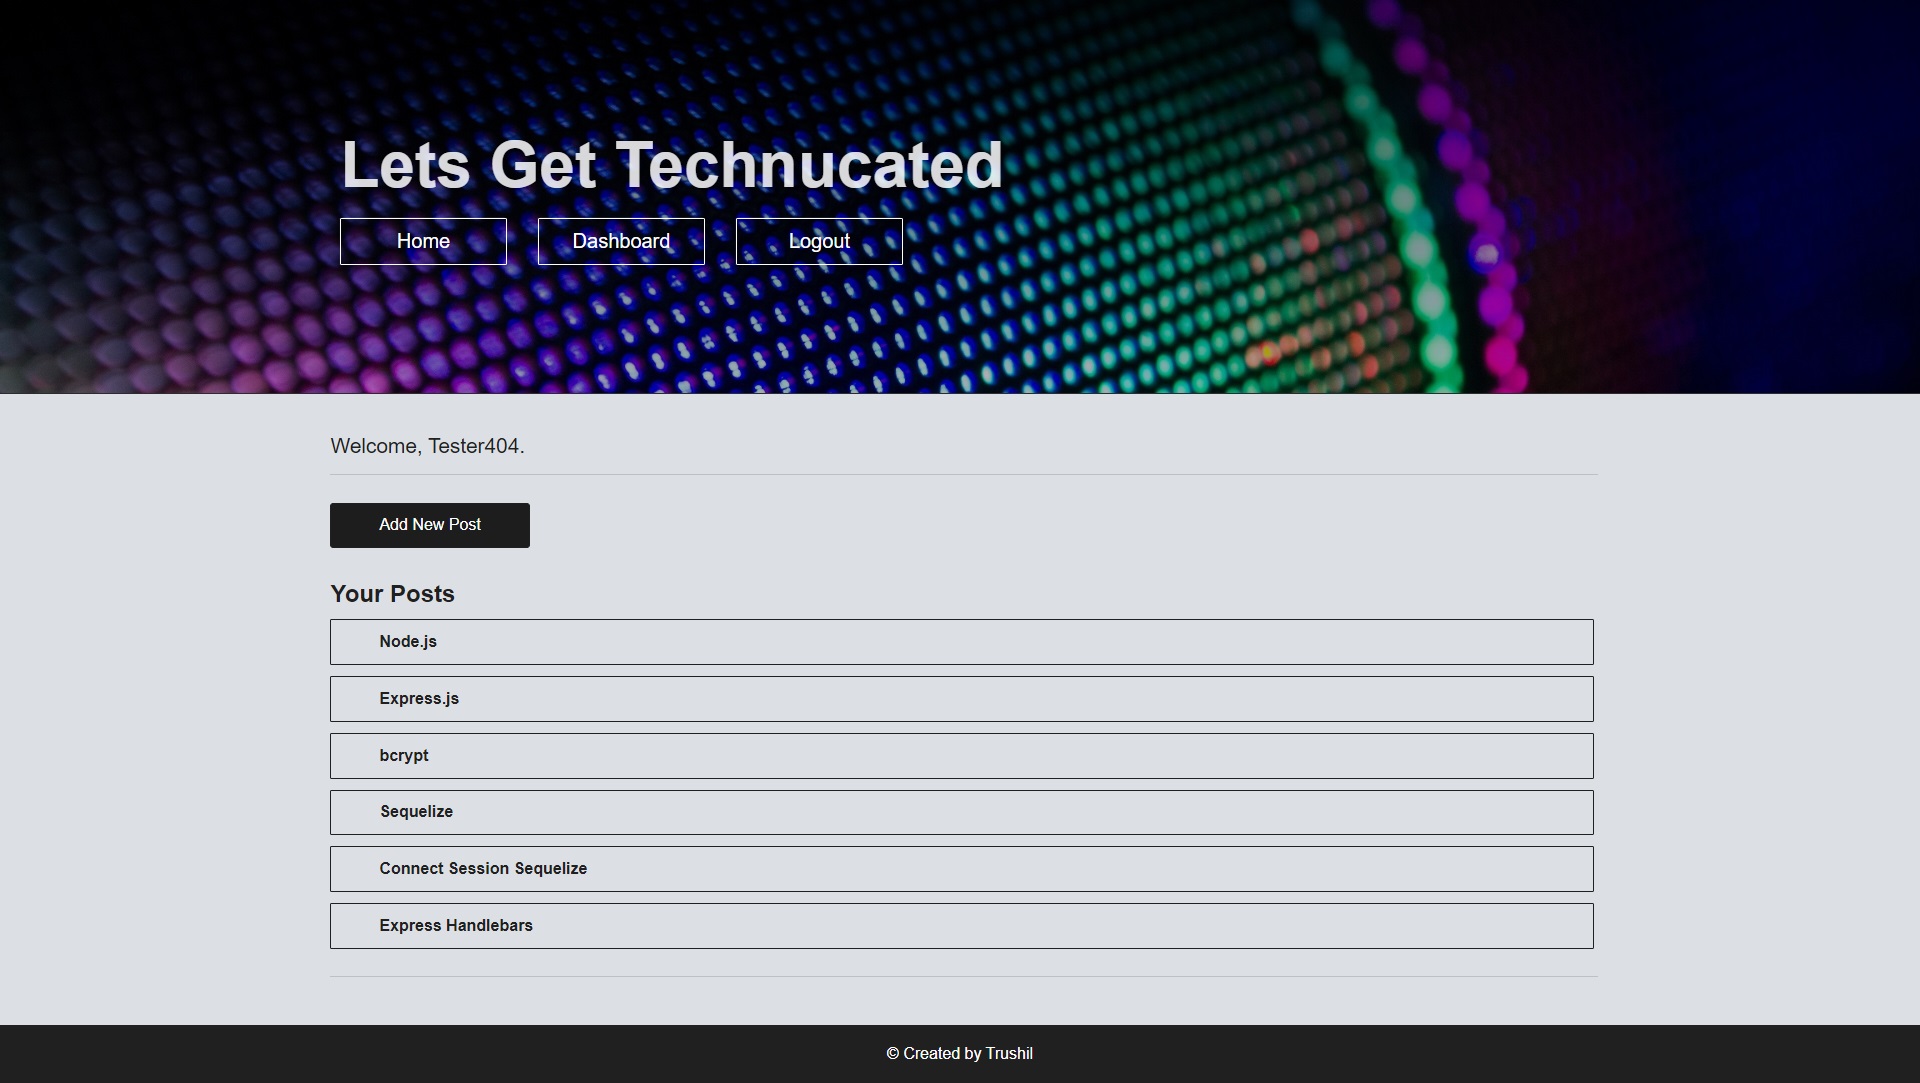 Lets Get Technucated
Home Dashboard Logout
Welcome, Tester404.
Add New Post
Your Posts
Node.js
Express.js
bcrypt
Sequelize
Connect Session Sequelize
Express Handlebars
© Created by Trushil